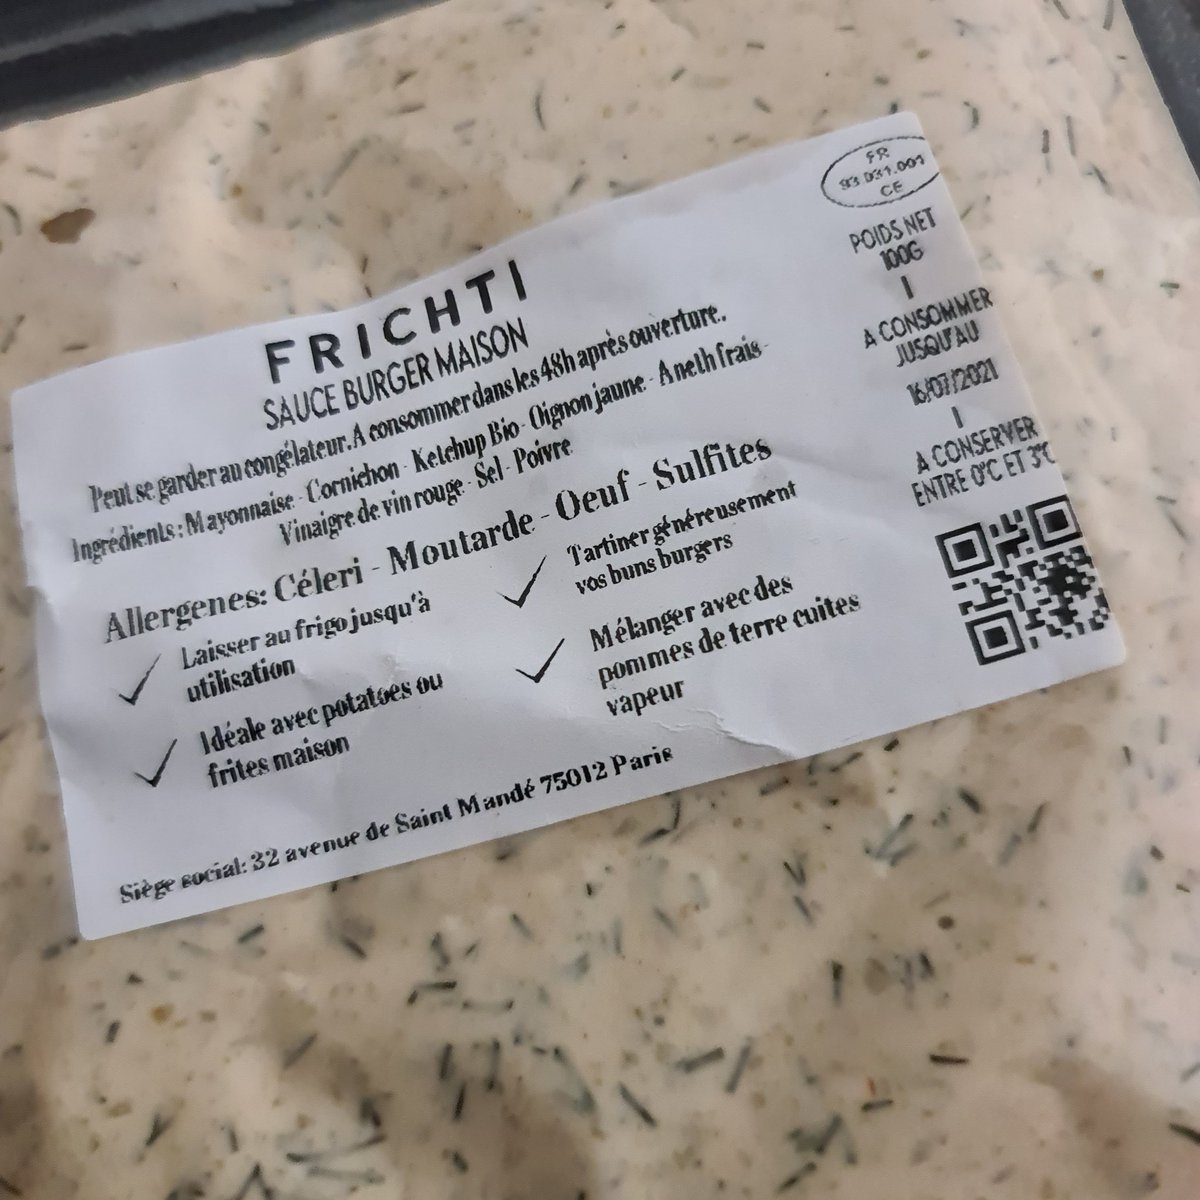 FRICHTI
SAUCE BURGER MAISON
Peut se garder au congélateur. A consommer dans les 48h après ouverture.
Ingrédients : Mayonnaise - Cornichon - Ketchup Bio - Oignon jaune - Aneth frais -
Vinaigre de vin rouge - Sel - Poivre
Allergenes: Céleri - Moutarde - Oeuf - Sulfites
Laisser au frigo jusqu'à
utilisation
Idéale avec potatoes ou
frites maison
Tartiner généreusement
vos buns burgers
Mélanger avec des
pommes de terre cuites
vapeur
Siège social: 32 avenue de Saint Mandé 75012 Paris
FR
93.031.001
CE
POIDS NET
100G
A CONSOMMER
JUSQU'AU
16/07/2021
A CONSERVER
ENTRE 0°C ET 3°C